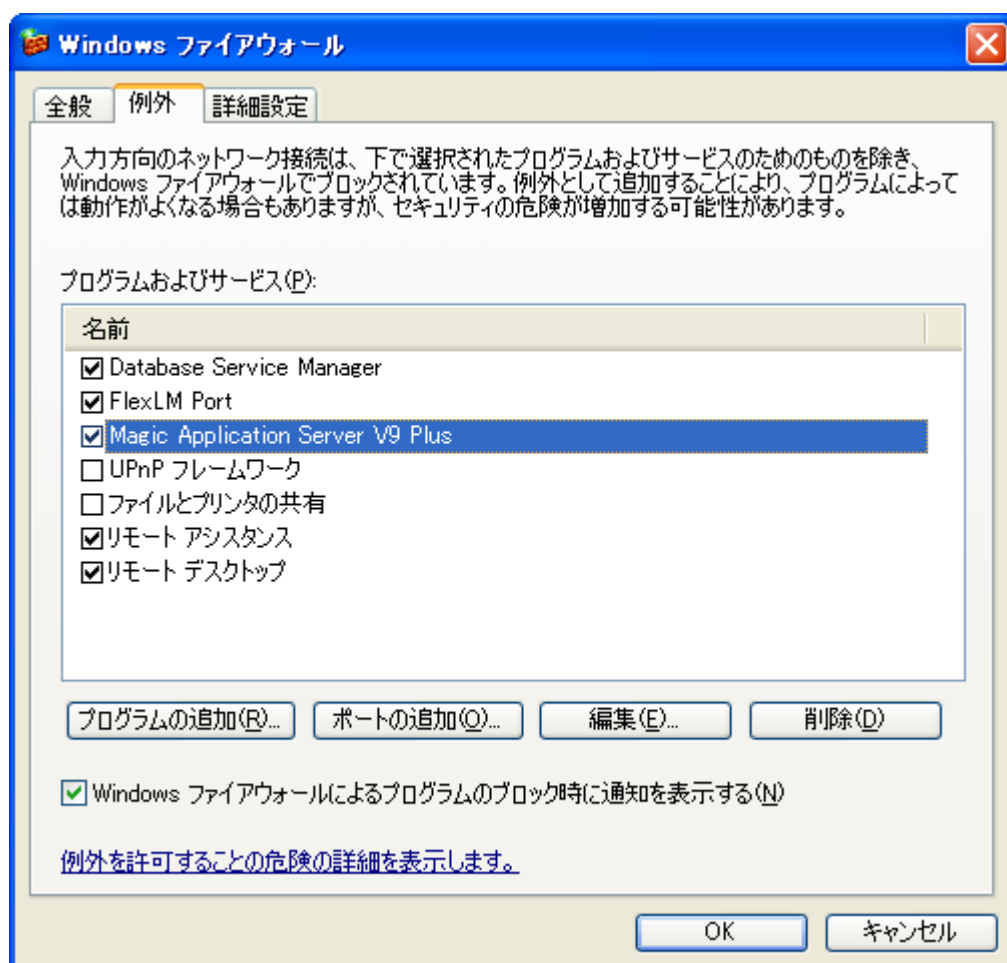 Windows ファイアウォール
全般 例外 詳細設定
入力方向のネットワーク接続は、下で選択されたプログラムおよびサービスのためのものを除き、
Windows ファイアウォールでブロックされています。例外として追加することにより、プログラムによって
は動作がよくなる場合もありますが、セキュリティの危険が増加する可能性があります。
プログラムおよびサービス(P):
名前
Database Service Manager
FlexLM Port
Magic Application Server V9 Plus
UPnP フレームワーク
ファイルとプリンタの共有
リモート アシスタンス
リモート デスクトップ
プログラムの追加(R)... ポートの追加(O)... 編集(E)... 削除(D)
Windows ファイアウォールによるプログラムのブロック時に通知を表示する(N)
例外を許可することの危険の詳細を表示します。
OK キャンセル